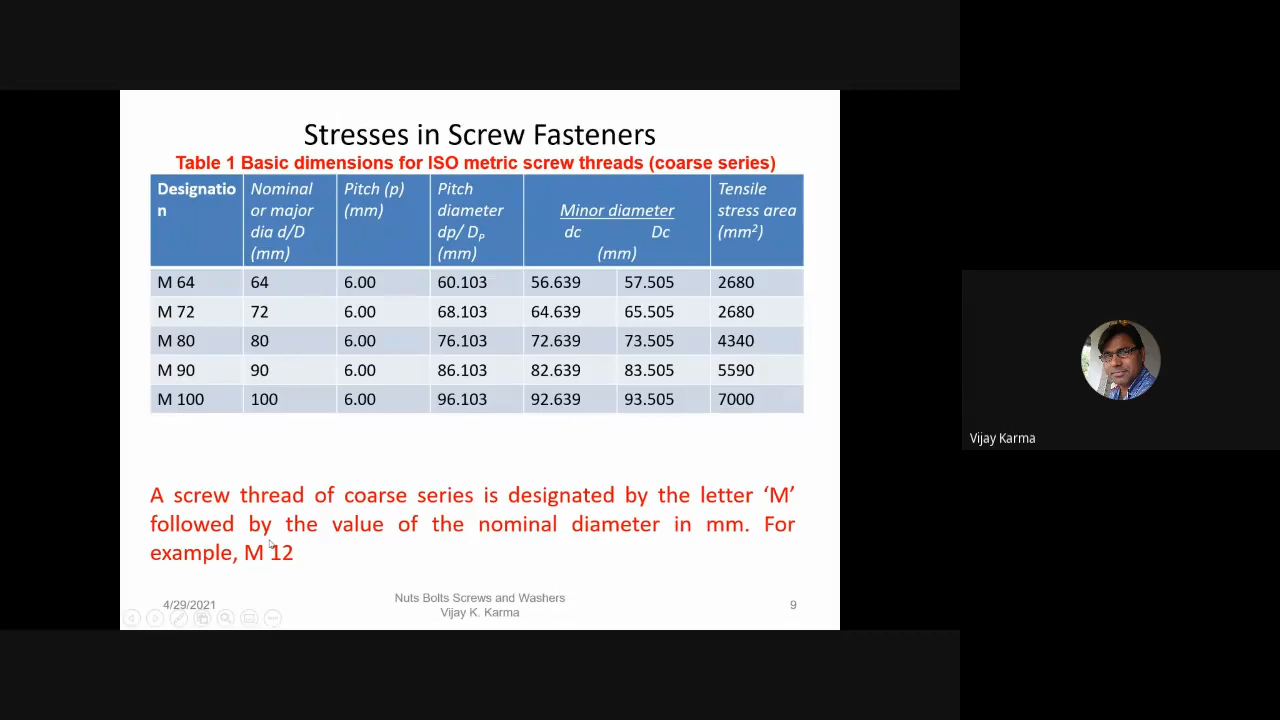 Stresses in Screw Fasteners
Table 1 Basic dimensions for ISO metric screw threads (coarse series)
Designatio
n
Nominal
or major
dia d/D
(mm)
Pitch (p)
(mm)
Pitch
diameter
dp/ DP
(mm)
Minor diameter
dc Dc
(mm)
Tensile
stress area
(mm2)
M 64 64 6.00 60.103 56.639 57.505 2680
M 72 72 6.00 68.103 64.639 65.505 2680
M 80 80 6.00 76.103 72.639 73.505 4340
M 90 90 6.00 86.103 82.639 83.505 5590
M 100 100 6.00 96.103 92.639 93.505 7000
A screw thread of coarse series is designated by the letter ‘M’
followed by the value of the nominal diameter in mm. For
example, M 12
4/29/2021
Nuts Bolts Screws and Washers
Vijay K. Karma
9
Vijay Karma